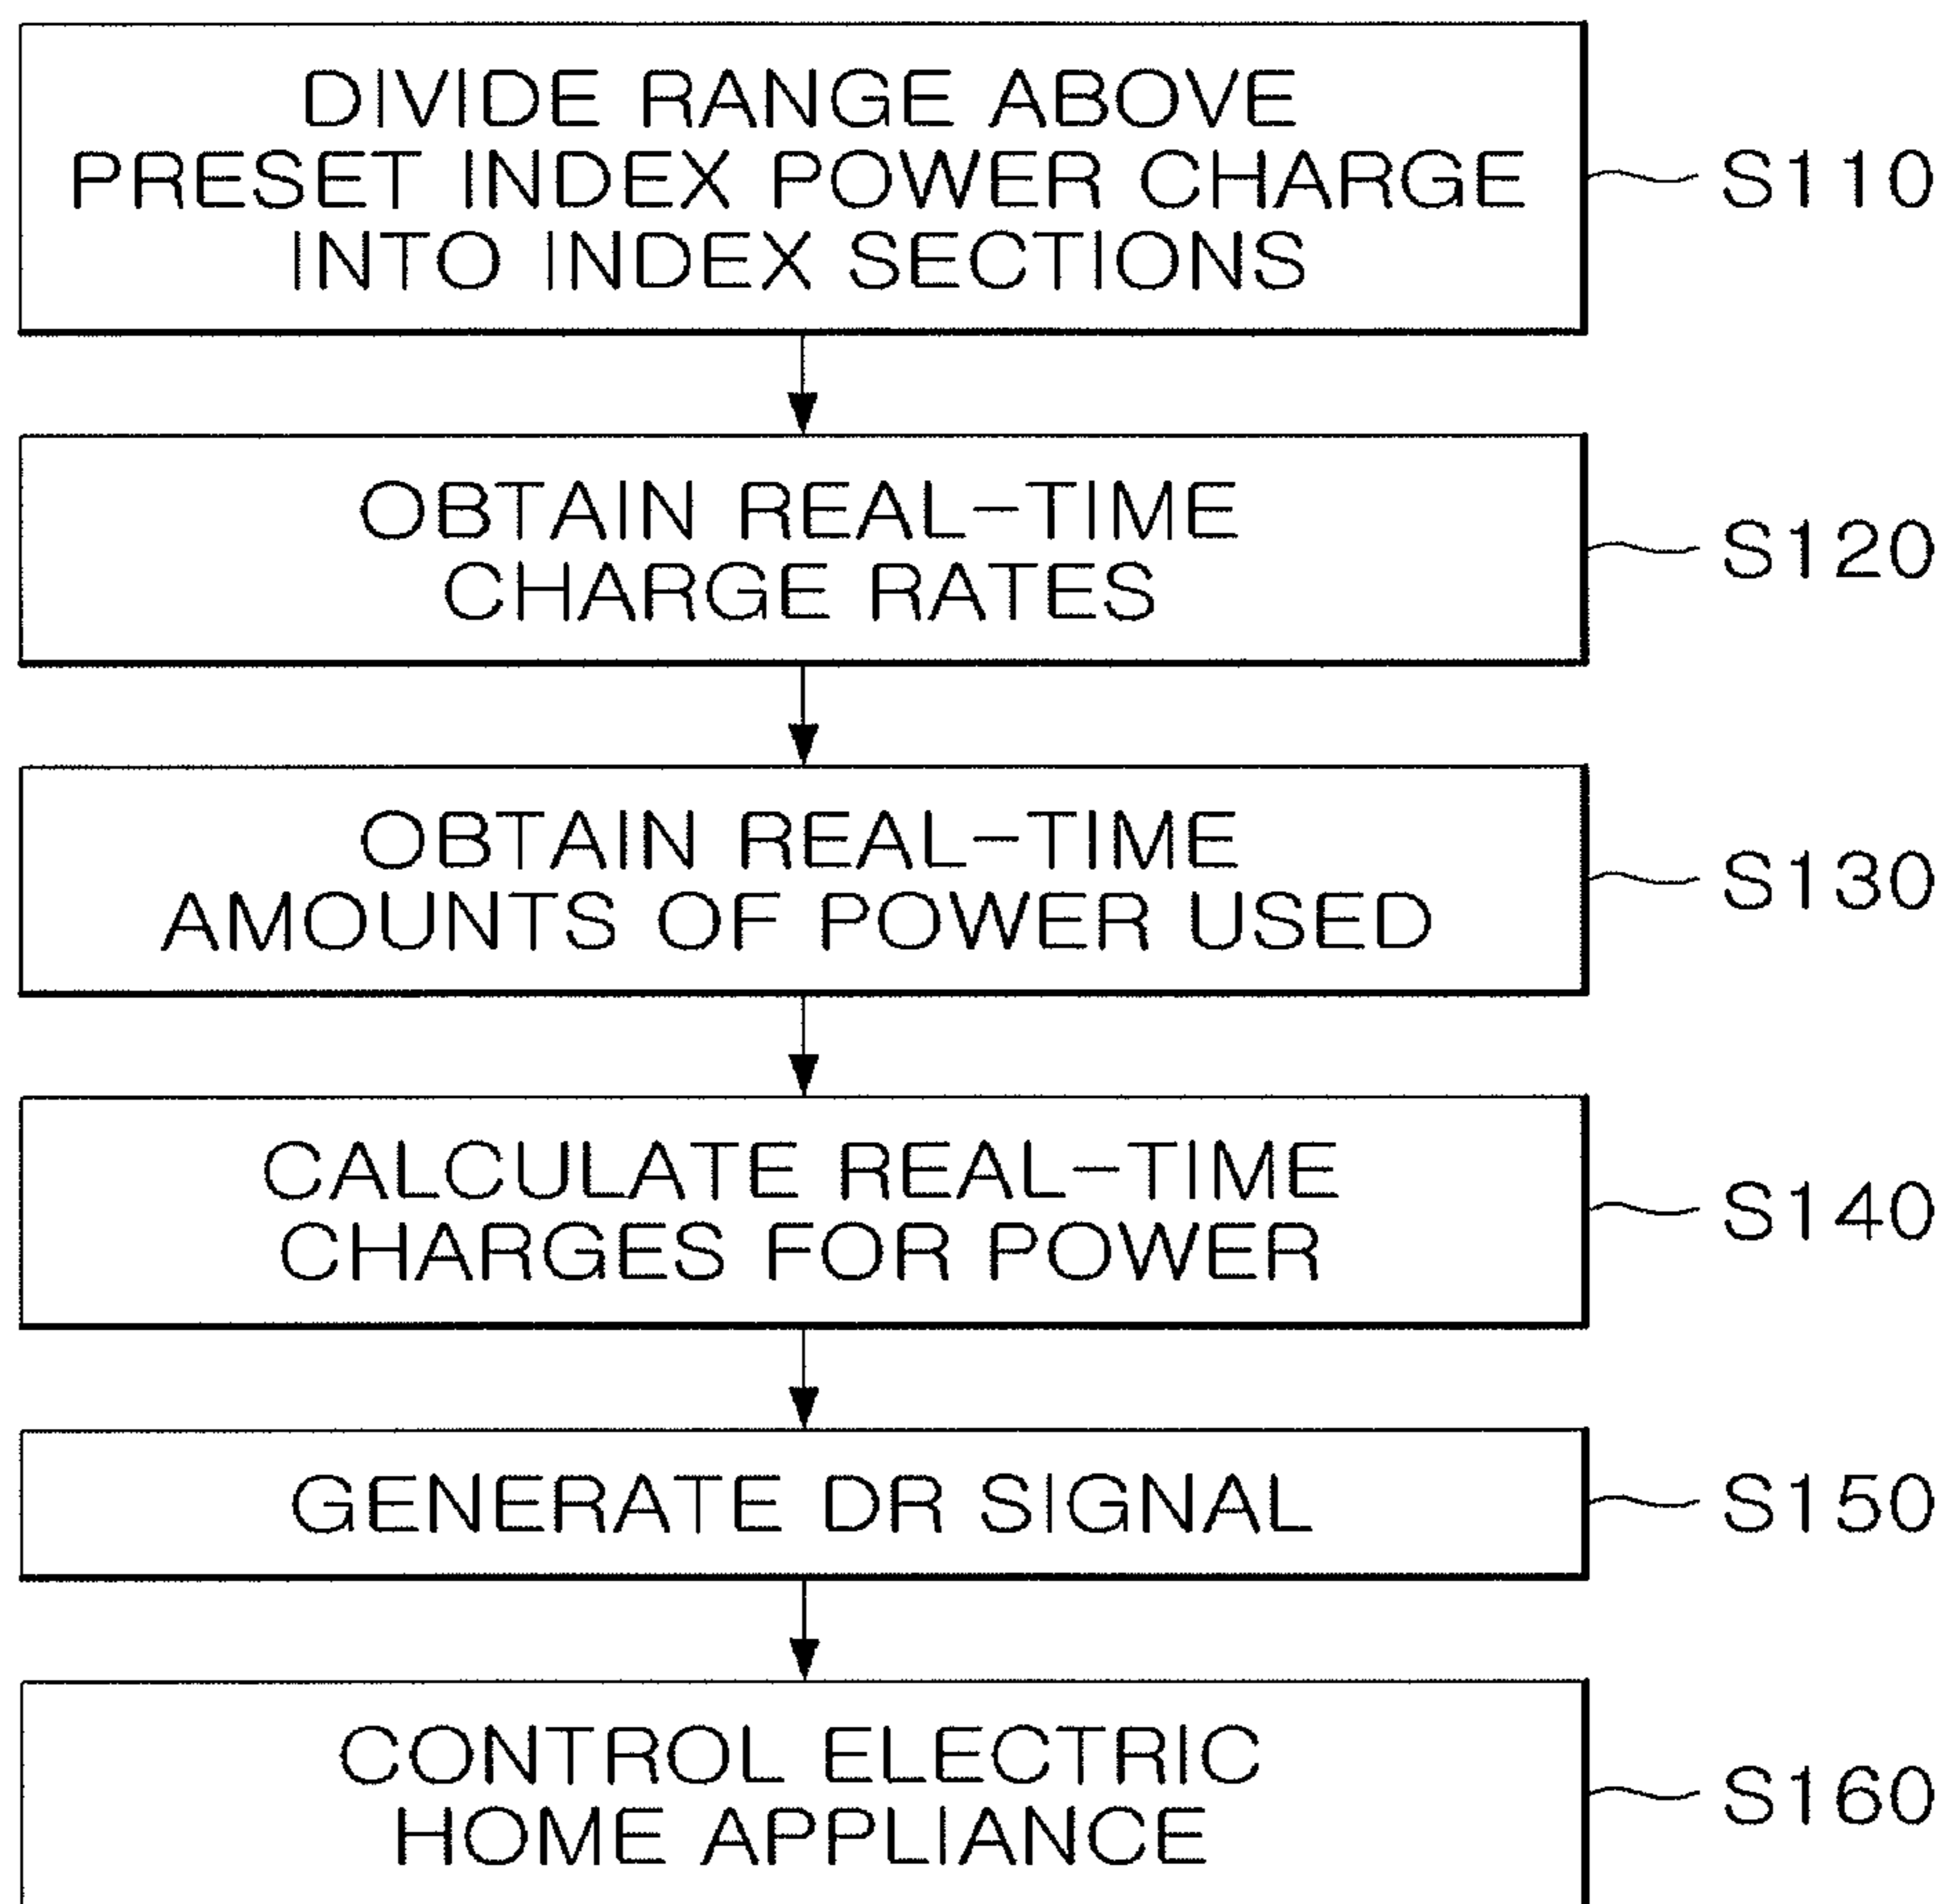 DIVIDE RANGE ABOVE
PRESET INDEX POWER CHARGE
INTO INDEX SECTIONS
S110
OBTAIN REAL-TIME
CHARGE RATES
S120
OBTAIN REAL-TIME
AMOUNTS OF POWER USED
S130
CALCULATE REAL-TIME
CHARGES FOR POWER
S140
GENERATE DR SIGNAL
S150
CONTROL ELECTRIC
HOME APPLIANCE
S160